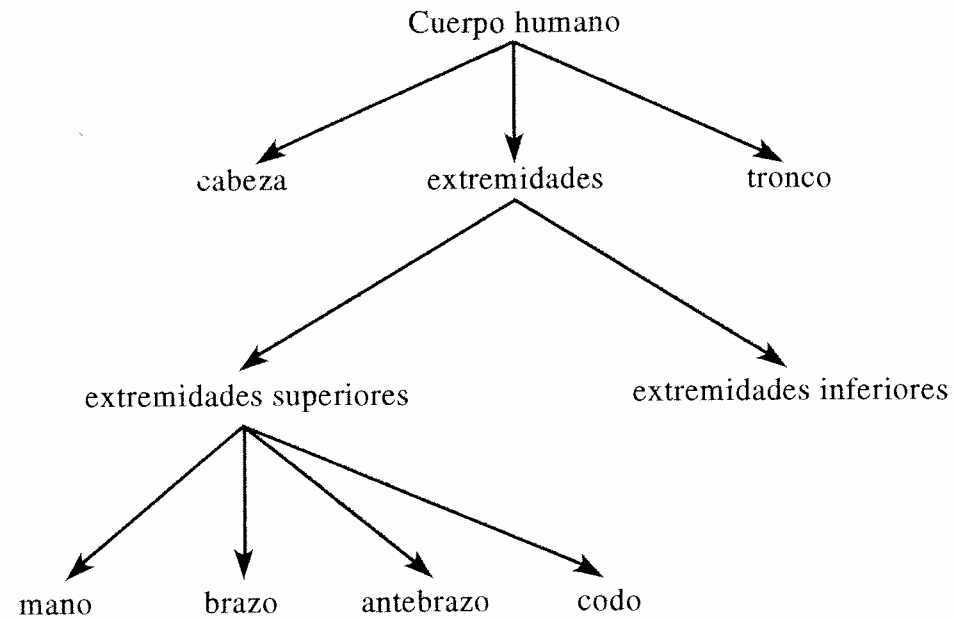 Cuerpo humano
cabeza extremidades tronco
extremidades superiores extremidades inferiores
mano brazo antebrazo codo